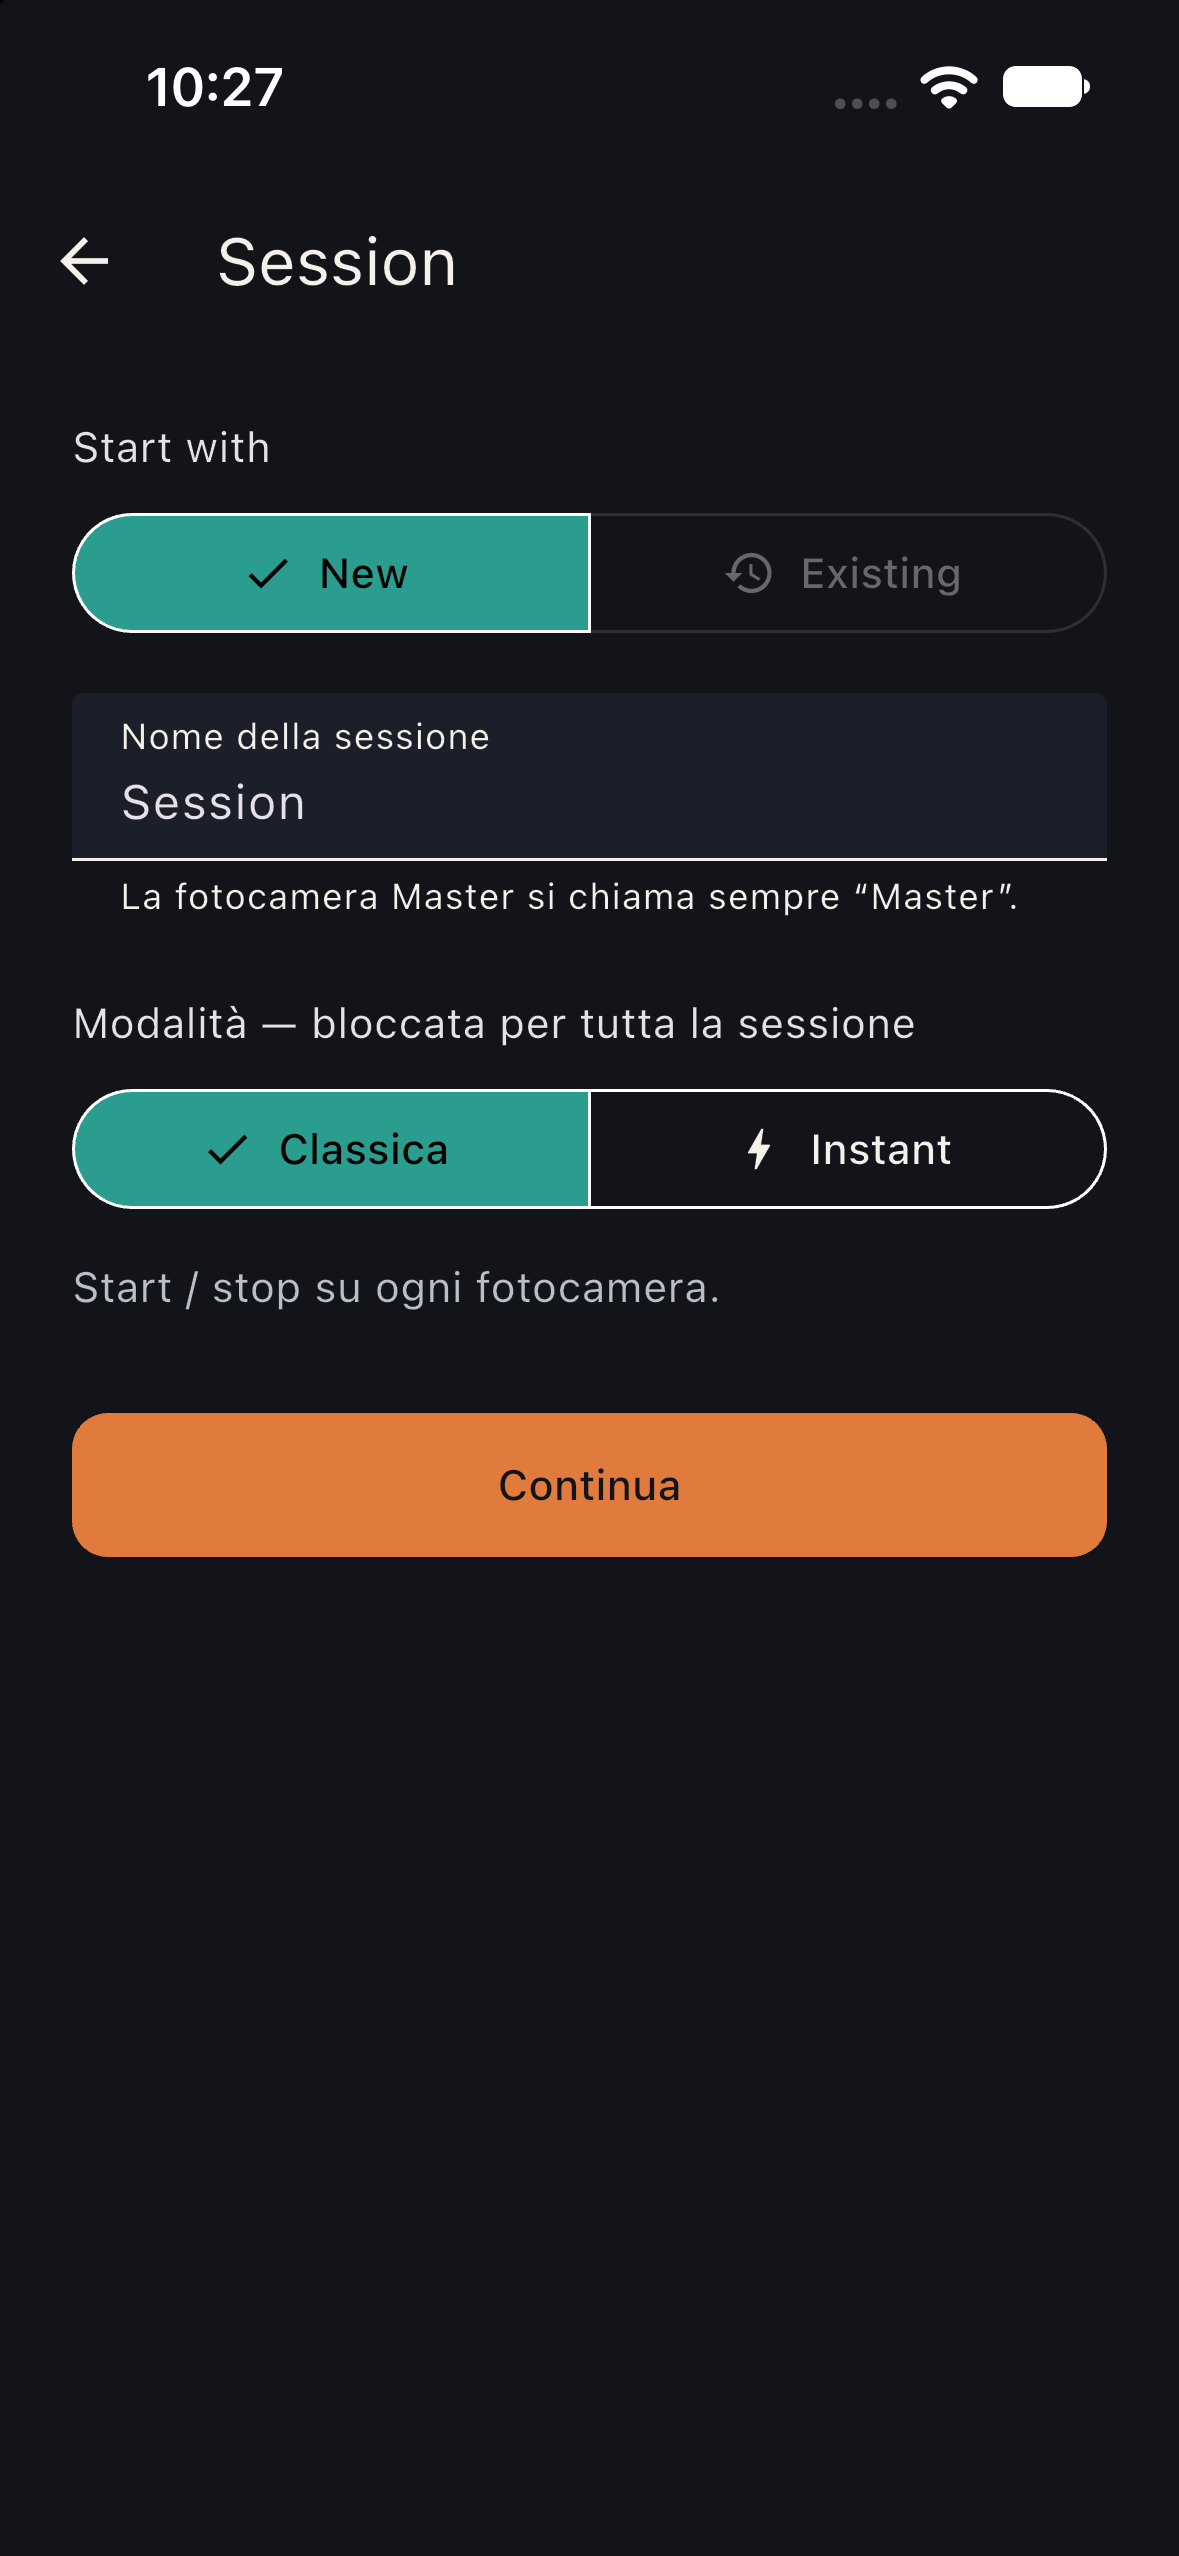 10:27
Session
Start with
New
Existing
Nome della sessione
Session
La fotocamera Master si chiama sempre “Master”.
Modalità — bloccata per tutta la sessione
Classica
Instant
Start / stop su ogni fotocamera.
Continua